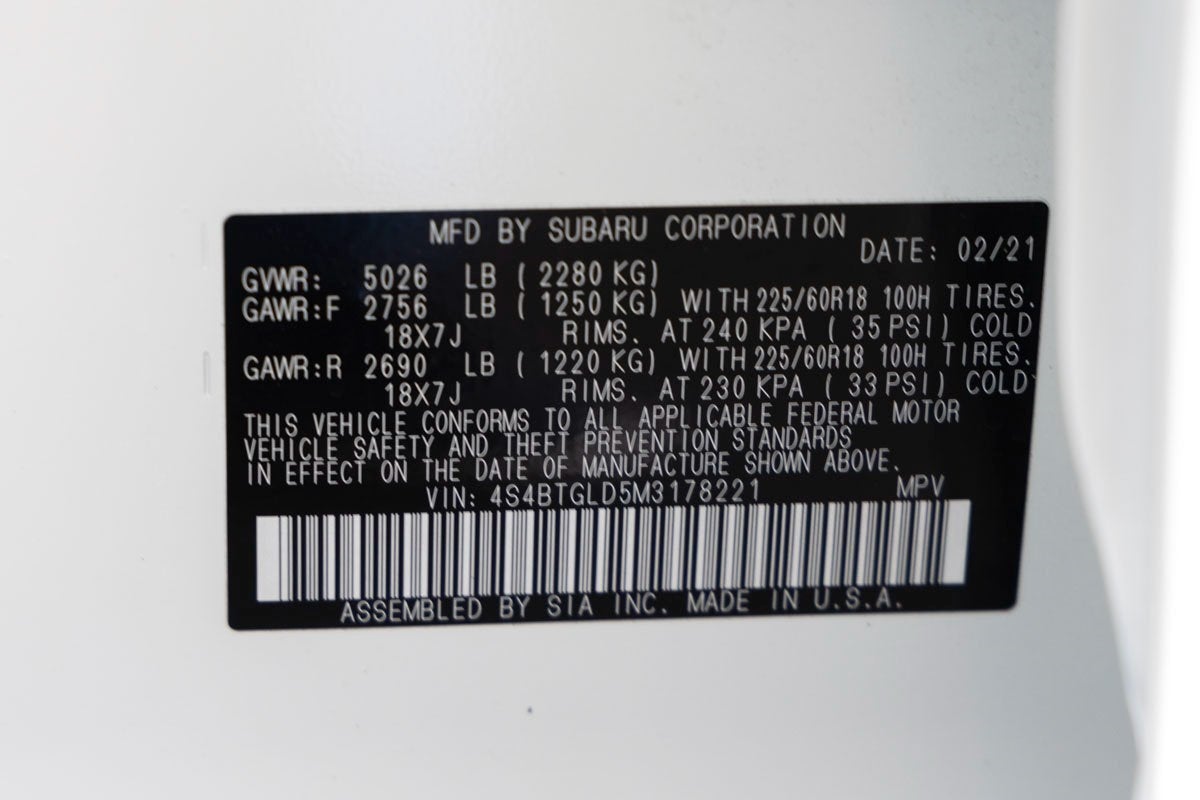 MFD BY SUBARU CORPORATION
DATE: 02/21
GVWR: 5026 LB ( 2280 KG)
GAWR:F 2756 LB ( 1250 KG) WITH 225/60R18 100H TIRES.
18X7J RIMS. AT 240 KPA ( 35 PSI) COLD
GAWR:R 2690 LB ( 1220 KG) WITH 225/60R18 100H TIRES.
18X7J RIMS. AT 230 KPA ( 33 PSI) COLD
THIS VEHICLE CONFORMS TO ALL APPLICABLE FEDERAL MOTOR
VEHICLE SAFETY AND THEFT PREVENTION STANDARDS
IN EFFECT ON THE DATE OF MANUFACTURE SHOWN ABOVE.
VIN: 4S4BTGLD5M3178221 MPV
ASSEMBLED BY SIA INC. MADE IN U.S.A.